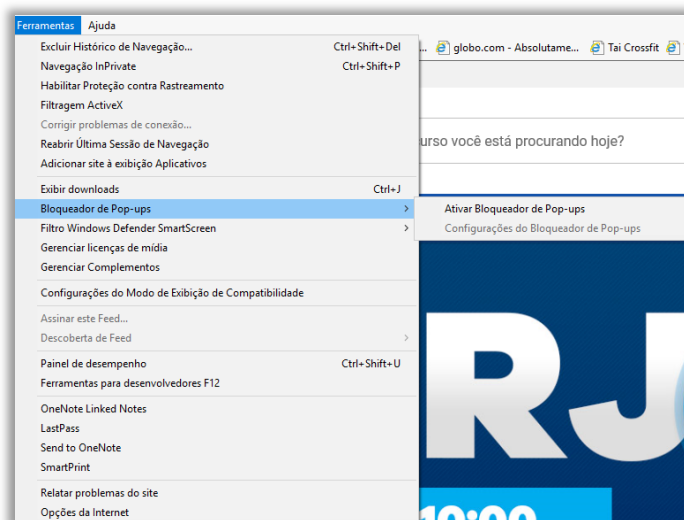 Ferramentas Ajuda
Excluir Histórico de Navegação... Ctrl+Shift+Del
... globo.com - Absolutame... Tai Crossfit
Navegação InPrivate Ctrl+Shift+P
Habilitar Proteção contra Rastreamento
Filtragem ActiveX
Corrigir problemas de conexão...
Reabrir Última Sessão de Navegação
urso você está procurando hoje?
Adicionar site à exibição Aplicativos
Exibir downloads Ctrl+J
Bloqueador de Pop-ups >
Ativar Bloqueador de Pop-ups
Filtro Windows Defender SmartScreen >
Configurações do Bloqueador de Pop-ups
Gerenciar licenças de mídia
Gerenciar Complementos
Configurações do Modo de Exibição de Compatibilidade
Assinar este Feed...
Descoberta de Feed >
Painel de desempenho Ctrl+Shift+U
Ferramentas para desenvolvedores F12
RJ
OneNote Linked Notes
LastPass
Send to OneNote
SmartPrint
Relatar problemas do site
Opções da Internet